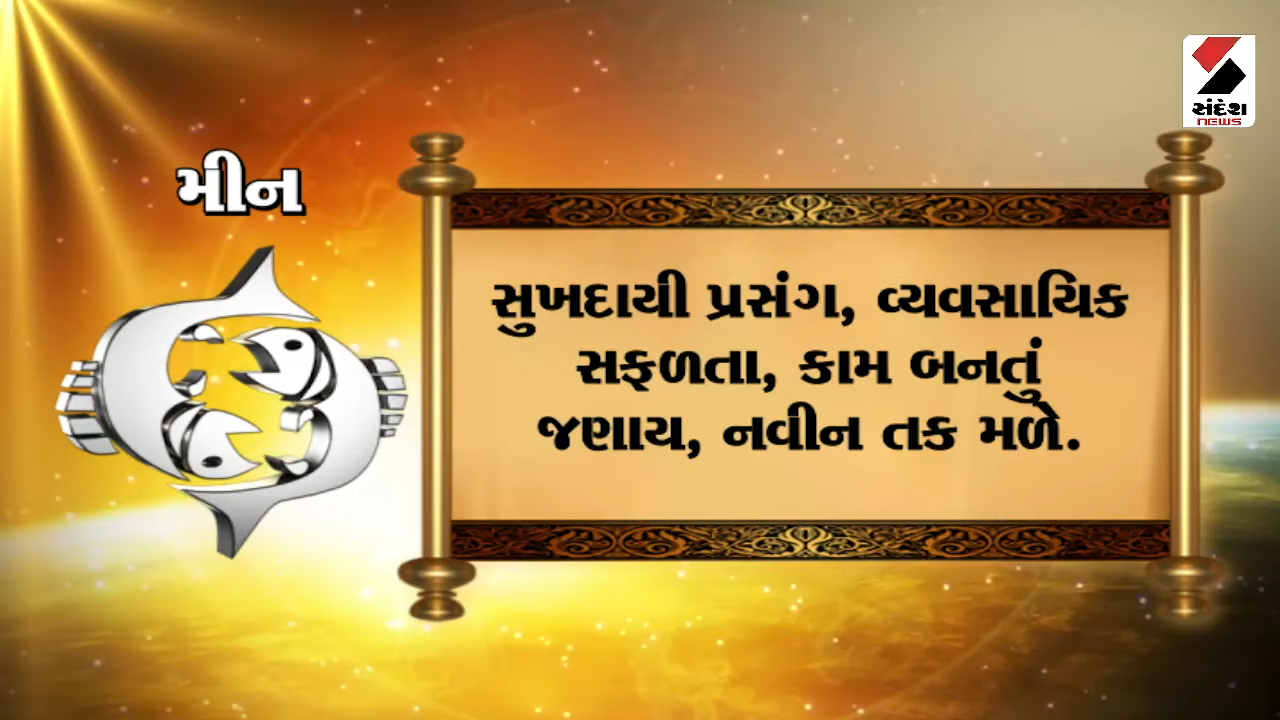 સંદેશ
NEWS
મીન
સુખદાયી પ્રસંગ, વ્યવસાયિક
સફળતા, કામ બનતું
જણાય, નવીન તક મળે.